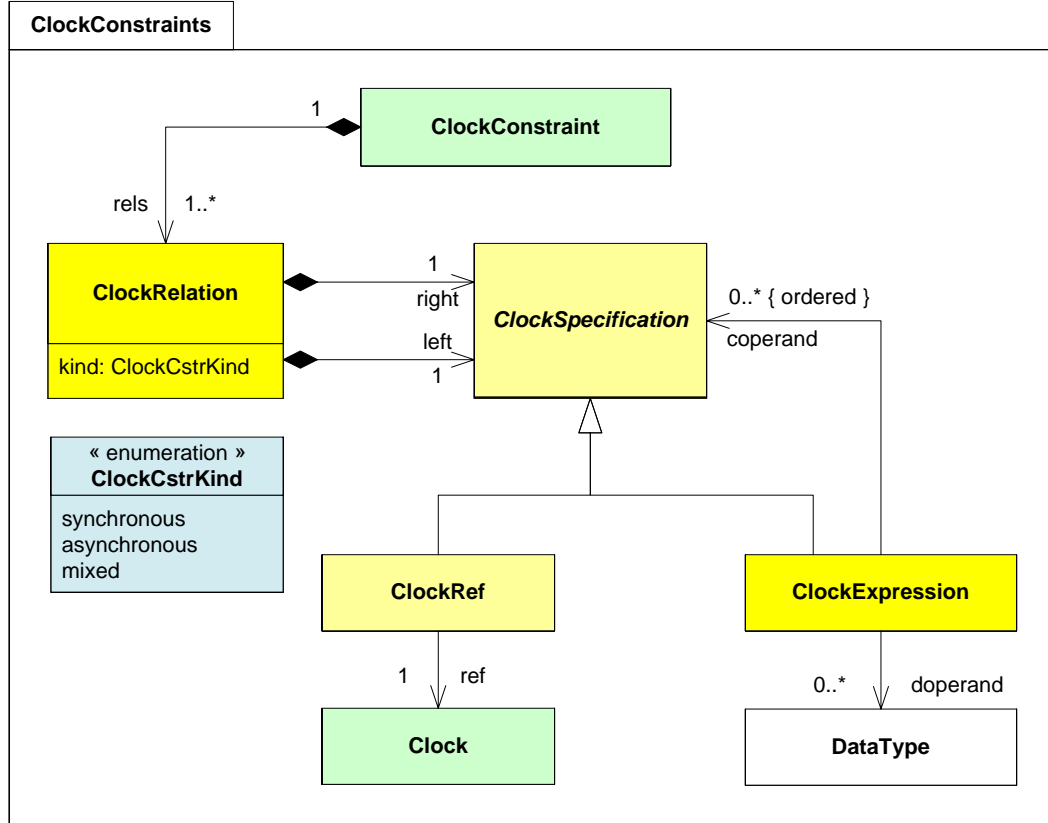 ClockConstraints
1
ClockConstraint
rels 1..*
ClockRelation
kind: ClockCstrKind
1
right
left
1
ClockSpecification
0..* { ordered }
coperand
« enumeration »
ClockCstrKind
synchronous
asynchronous
mixed
ClockRef
ClockExpression
1 ref
0..* doperand
Clock
DataType